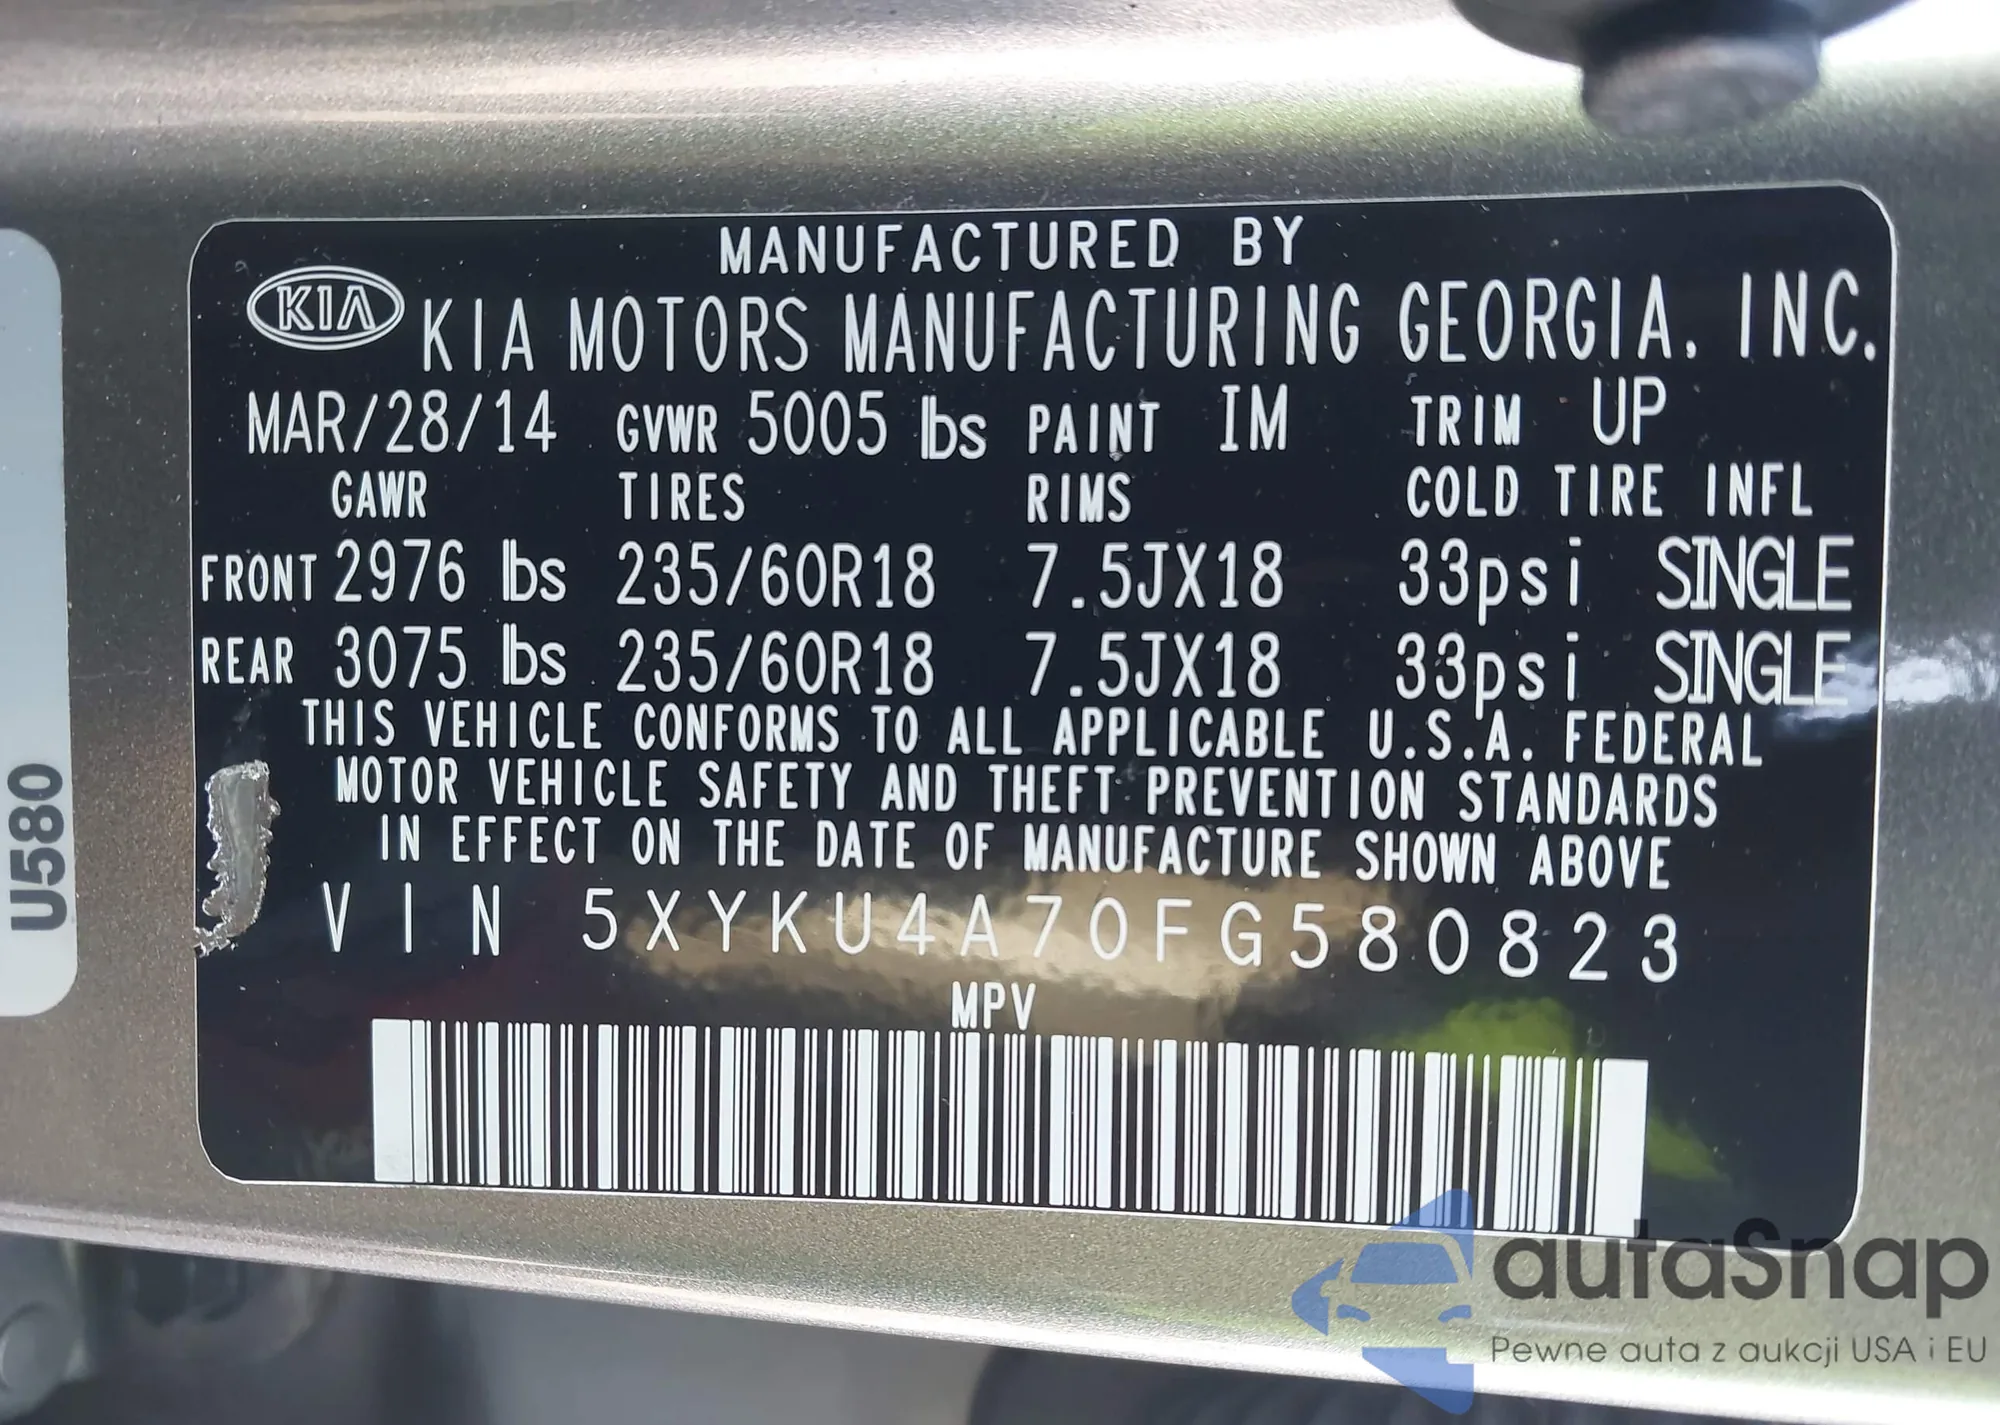 MANUFACTURED BY
KIA KIA MOTORS MANUFACTURING GEORGIA, INC.
MAR/28/14 GVWR 5005 lbs PAINT IM TRIM UP
GAWR TIRES RIMS COLD TIRE INFL
FRONT 2976 lbs 235/60R18 7.5JX18 33psi SINGLE
REAR 3075 lbs 235/60R18 7.5JX18 33psi SINGLE
THIS VEHICLE CONFORMS TO ALL APPLICABLE U.S.A. FEDERAL
MOTOR VEHICLE SAFETY AND THEFT PREVENTION STANDARDS
IN EFFECT ON THE DATE OF MANUFACTURE SHOWN ABOVE
VIN 5XYKU4A70FG580823
MPV
U580
autaSnap
Pewne auta z aukcji USA i EU